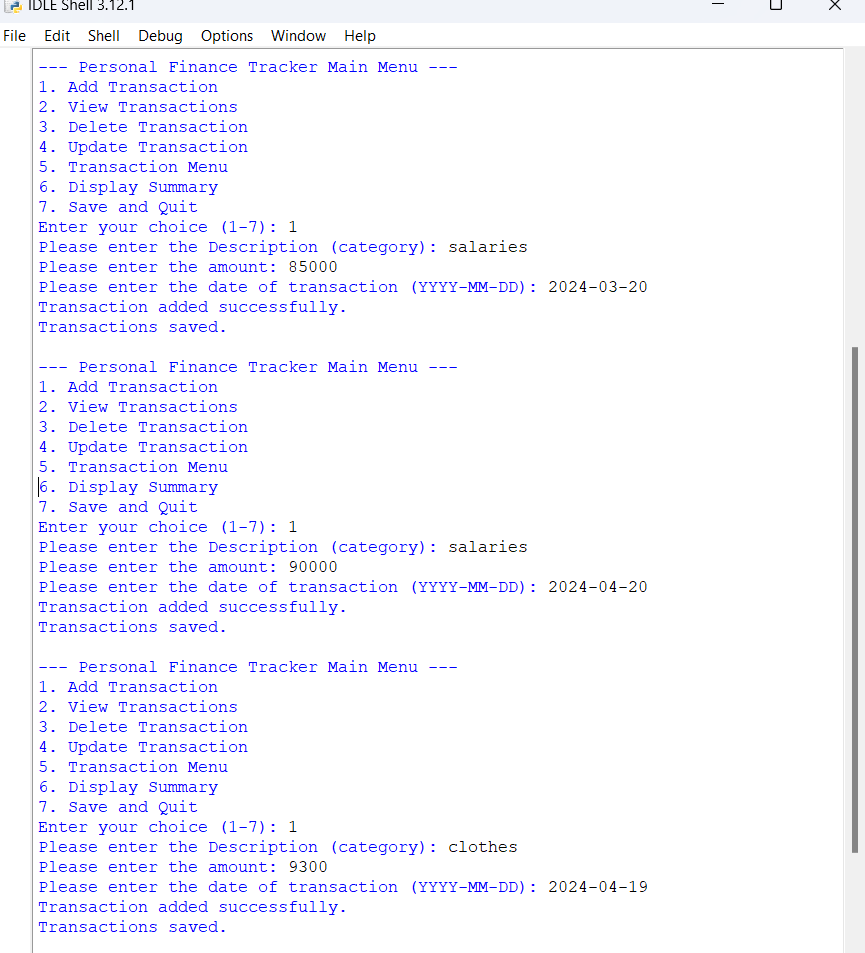 IDLE Shell 3.12.1
File Edit Shell Debug Options Window Help
--- Personal Finance Tracker Main Menu ---
1. Add Transaction
2. View Transactions
3. Delete Transaction
4. Update Transaction
5. Transaction Menu
6. Display Summary
7. Save and Quit
Enter your choice (1-7): 1
Please enter the Description (category): salaries
Please enter the amount: 85000
Please enter the date of transaction (YYYY-MM-DD): 2024-03-20
Transaction added successfully.
Transactions saved.

--- Personal Finance Tracker Main Menu ---
1. Add Transaction
2. View Transactions
3. Delete Transaction
4. Update Transaction
5. Transaction Menu
6. Display Summary
7. Save and Quit
Enter your choice (1-7): 1
Please enter the Description (category): salaries
Please enter the amount: 90000
Please enter the date of transaction (YYYY-MM-DD): 2024-04-20
Transaction added successfully.
Transactions saved.

--- Personal Finance Tracker Main Menu ---
1. Add Transaction
2. View Transactions
3. Delete Transaction
4. Update Transaction
5. Transaction Menu
6. Display Summary
7. Save and Quit
Enter your choice (1-7): 1
Please enter the Description (category): clothes
Please enter the amount: 9300
Please enter the date of transaction (YYYY-MM-DD): 2024-04-19
Transaction added successfully.
Transactions saved.